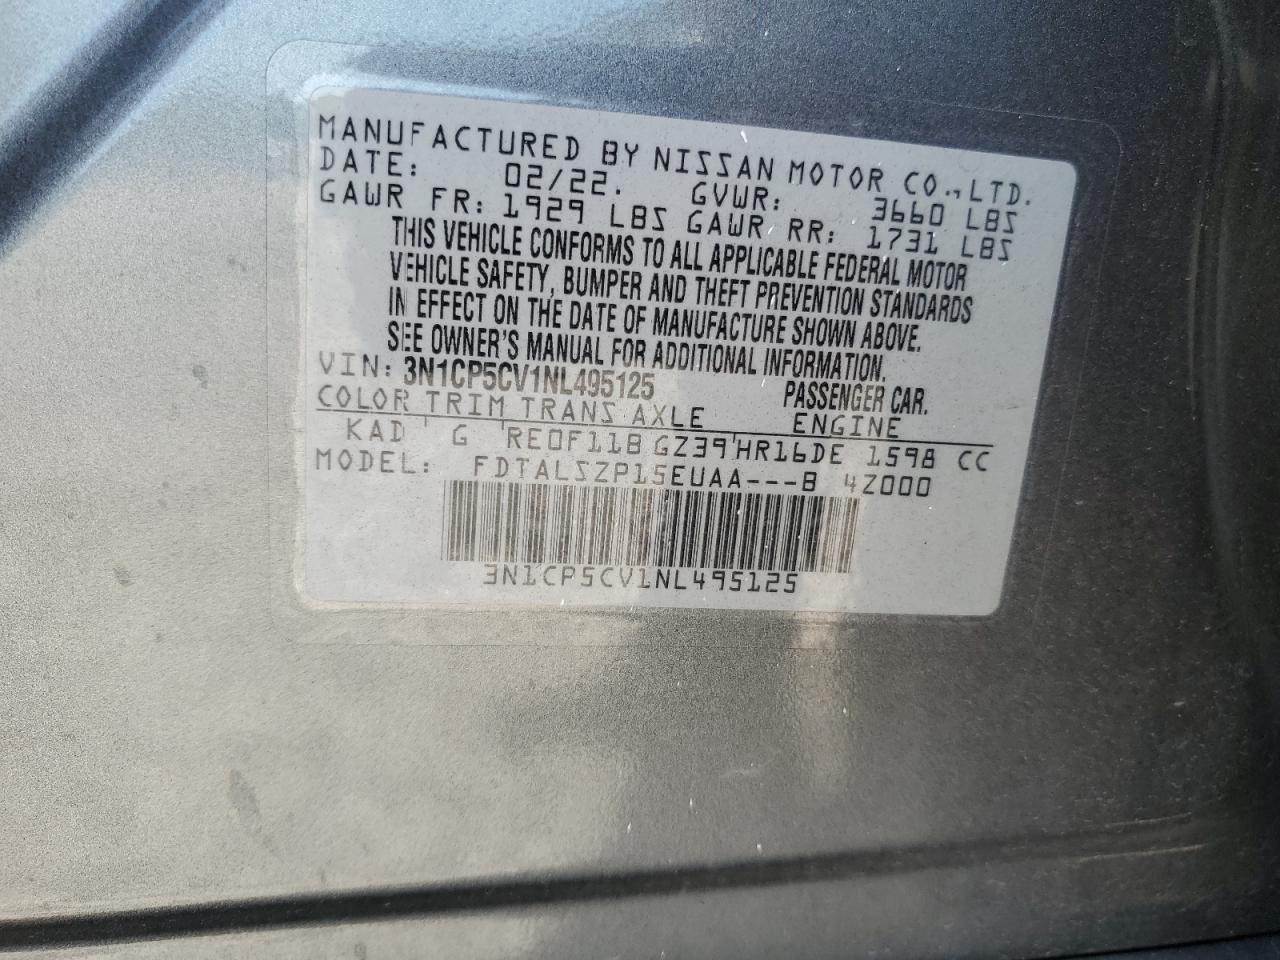 MANUFACTURED BY NISSAN MOTOR CO.,LTD.
DATE: 02/22. GVWR: 3660 LBS
GAWR FR: 1929 LBS GAWR RR: 1731 LBS
THIS VEHICLE CONFORMS TO ALL APPLICABLE FEDERAL MOTOR
VEHICLE SAFETY, BUMPER AND THEFT PREVENTION STANDARDS
IN EFFECT ON THE DATE OF MANUFACTURE SHOWN ABOVE.
SEE OWNER'S MANUAL FOR ADDITIONAL INFORMATION.
VIN: 3N1CP5CV1NL495125 PASSENGER CAR.
COLOR TRIM TRANS AXLE ENGINE
KAD G RE0F11B GZ39 HR16DE 1598 CC
MODEL: FDTALSZP15EUAA---B 4Z000
3N1CP5CV1NL495125